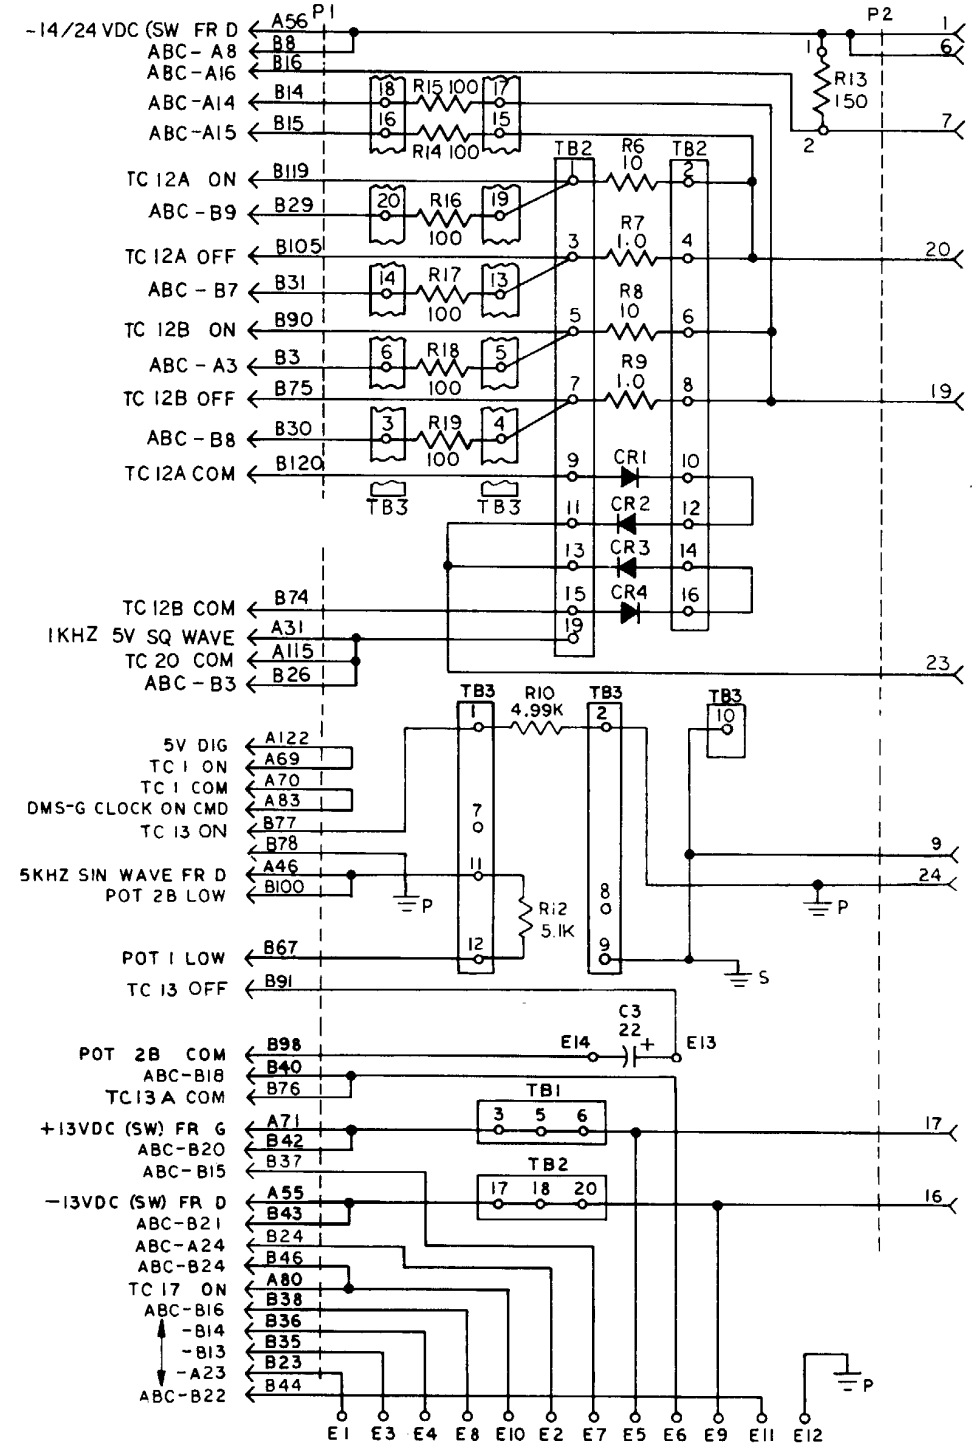 P1
P2
-14/24 VDC (SW FR D A56 1
ABC-A8 B8 6
ABC-A16 B16 1 R13 150
ABC-A14 B14 18 R15 100 17
ABC-A15 B15 16 R14 100 15 2 7
TB2 R6 10 TB2
TC 12A ON B119 1 2
ABC-B9 B29 20 R16 100 19
R7 1.0
TC 12A OFF B105 3 4 20
ABC-B7 B31 14 R17 100 13
R8 10
TC 12B ON B90 5 6
ABC-A3 B3 6 R18 100 5
R9 1.0
TC 12B OFF B75 7 8 19
ABC-B8 B30 3 R19 100 4
TC 12A COM B120 9 CR1 10
TB3 TB3
11 CR2 12
13 CR3 14
TC 12B COM B74 15 CR4 16
1KHZ 5V SQ WAVE A31 19
TC 20 COM A115 23
ABC-B3 B26
TB3 R10 4.99K TB3 TB3
1 2 10
5V DIG A122
TC 1 ON A69
TC 1 COM A70
DMS-G CLOCK ON CMD A83
TC 13 ON B77 7
B78 9
5KHZ SIN WAVE FR D A46 11 24
POT 2B LOW B100 P 8 P
R12 5.1K
POT 1 LOW B67 12 9
S
TC 13 OFF B91
C3 22 +
POT 2B COM B98 E14 E13
ABC-B18 B40
TC13A COM B76
TB1
+13VDC (SW) FR G A71 3 5 6 17
ABC-B20 B42
ABC-B15 B37 TB2
-13VDC (SW) FR D A55 17 18 20 16
ABC-B21 B43
ABC-A24 B24
ABC-B24 B46
TC 17 ON A80
ABC-B16 B38
-B14 B36
-B13 B35
-A23 B23
ABC-B22 B44 P
E1 E3 E4 E8 E10 E2 E7 E5 E6 E9 E11 E12